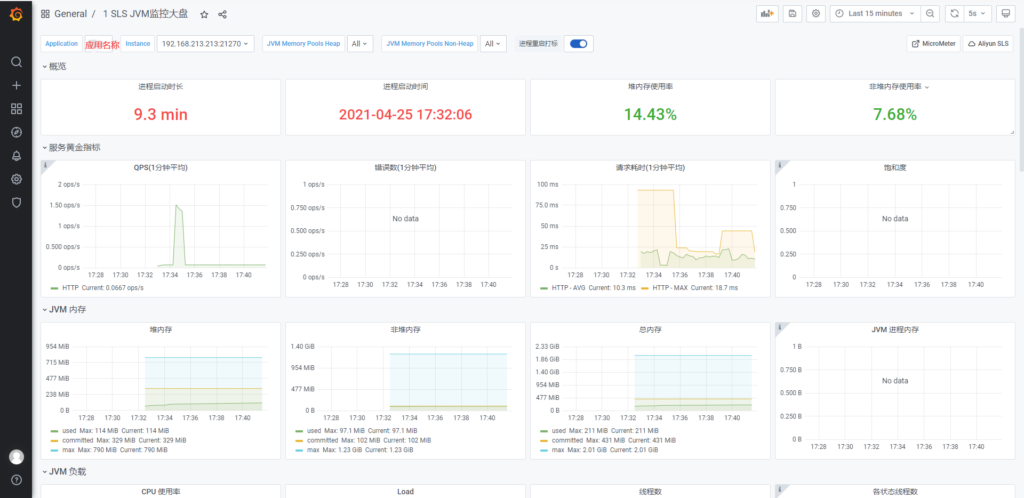 General / 1 SLS JVM监控大盘
Last 15 minutes
5s
Application 应用名称 Instance 192.168.213.213:21270 JVM Memory Pools Heap All JVM Memory Pools Non-Heap All 进程重启打标
MicroMeter Aliyun SLS
概览
进程启动时长
9.3 min
进程启动时间
2021-04-25 17:32:06
堆内存使用率
14.43%
非堆内存使用率
7.68%
服务黄金指标
QPS(1分钟平均)
2 ops/s
1.50 ops/s
1 ops/s
0.500 ops/s
0 ops/s
17:28 17:30 17:32 17:34 17:36 17:38 17:40
HTTP Current: 0.0667 ops/s
错误数(1分钟平均)
1 ops/s
0.750 ops/s
0.500 ops/s
0.250 ops/s
0 ops/s
No data
17:28 17:30 17:32 17:34 17:36 17:38 17:40
请求耗时(1分钟平均)
100 ms
75.0 ms
50 ms
25 ms
0 s
17:28 17:30 17:32 17:34 17:36 17:38 17:40
HTTP - AVG Current: 10.3 ms HTTP - MAX Current: 18.7 ms
饱和度
1
0.750
0.500
0.250
0
No data
17:28 17:30 17:32 17:34 17:36 17:38 17:40
JVM 内存
堆内存
954 MiB
715 MiB
477 MiB
238 MiB
0 B
17:28 17:30 17:32 17:34 17:36 17:38 17:40
used Max: 114 MiB Current: 114 MiB
committed Max: 329 MiB Current: 329 MiB
max Max: 790 MiB Current: 790 MiB
非堆内存
1.40 GiB
954 MiB
477 MiB
0 B
17:28 17:30 17:32 17:34 17:36 17:38 17:40
used Max: 97.1 MiB Current: 97.1 MiB
committed Max: 102 MiB Current: 102 MiB
max Max: 1.23 GiB Current: 1.23 GiB
总内存
2.33 GiB
1.86 GiB
1.40 GiB
954 MiB
477 MiB
0 B
17:28 17:30 17:32 17:34 17:36 17:38 17:40
used Max: 211 MiB Current: 211 MiB
committed Max: 431 MiB Current: 431 MiB
max Max: 2.01 GiB Current: 2.01 GiB
JVM 进程内存
1 B
0.750 B
0.500 B
0.250 B
0 B
No data
17:28 17:30 17:32 17:34 17:36 17:38 17:40
JVM 负载
CPU 使用率
Load
线程数
各状态线程数